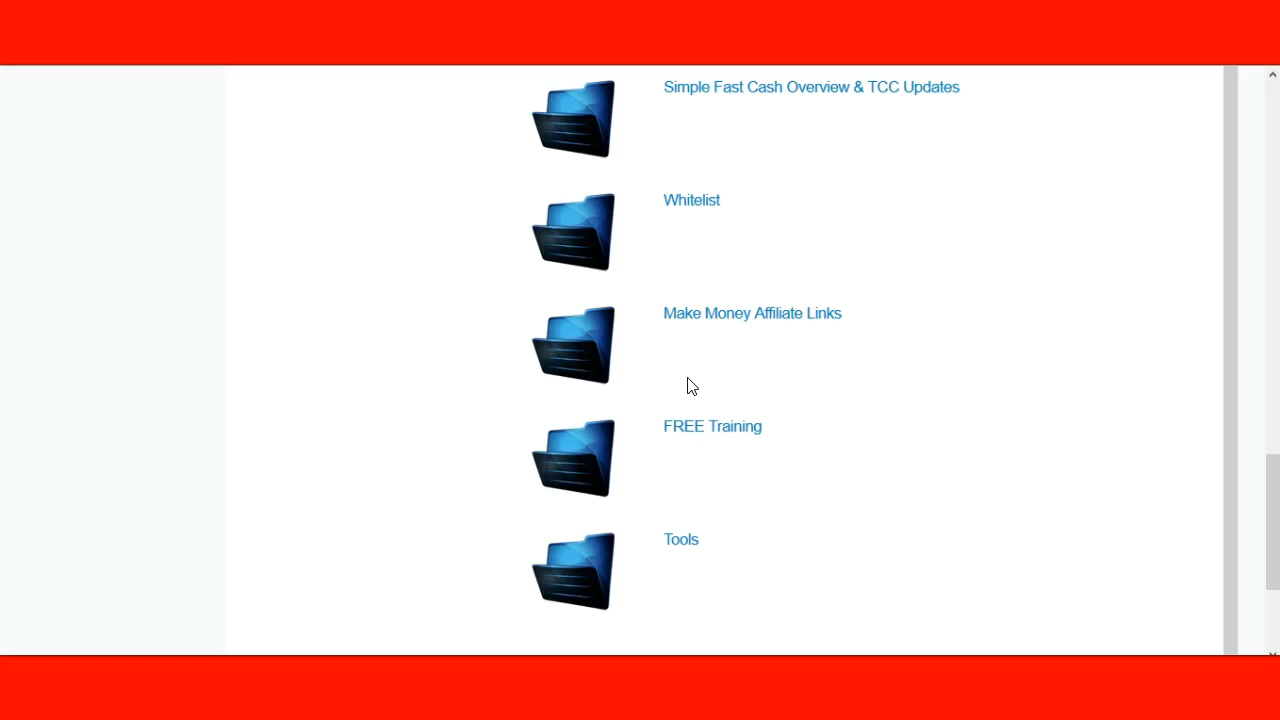 Simple Fast Cash Overview & TCC Updates
Whitelist
Make Money Affiliate Links
FREE Training
Tools